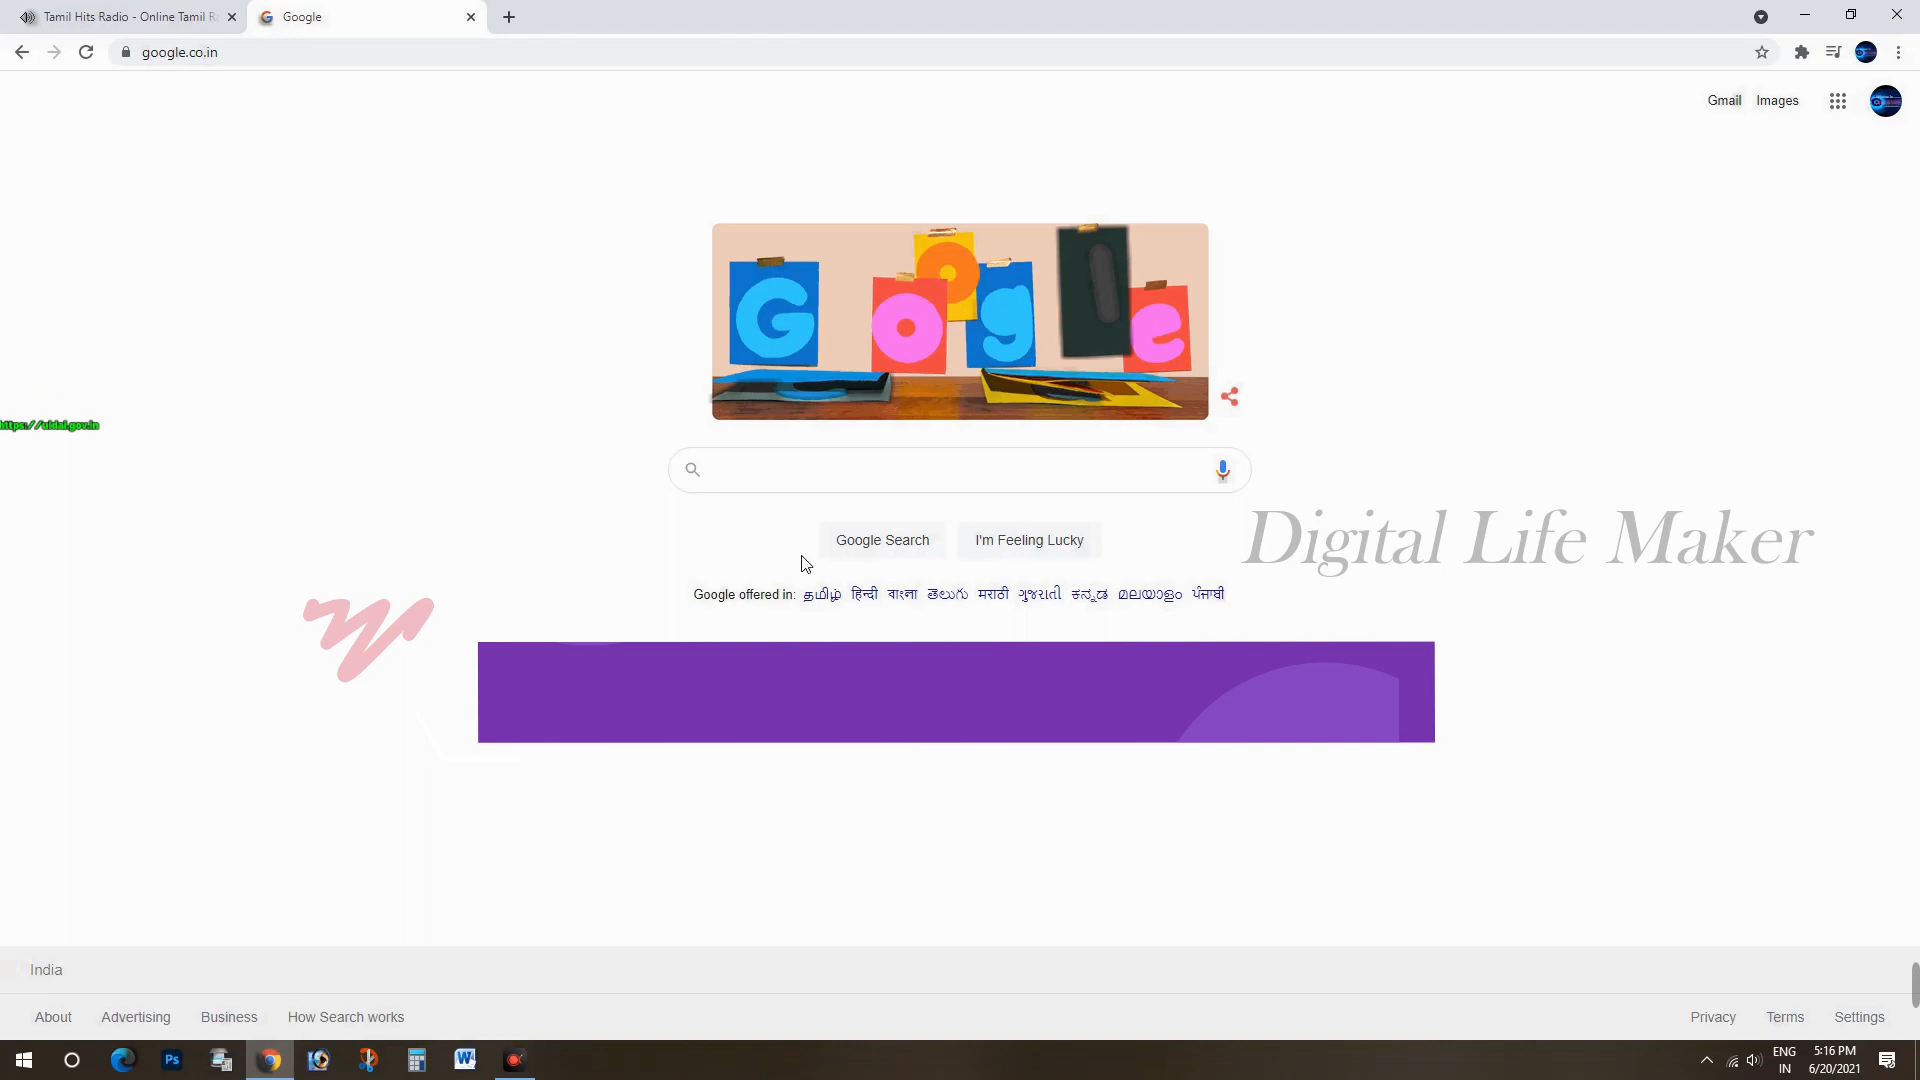 Tamil Hits Radio - Online Tamil R
Google
google.co.in
Gmail Images
Google
https://uidai.gov.in
Google Search I'm Feeling Lucky
Digital Life Maker
Google offered in: தமிழ் हिन्दी বাংলা తెలుగు मराठी ગુજરાતી ಕನ್ನಡ മലയാളം ਪੰਜਾਬੀ
India
About Advertising Business How Search works
Privacy Terms Settings
Ps
W
ENG
IN
5:16 PM
6/20/2021